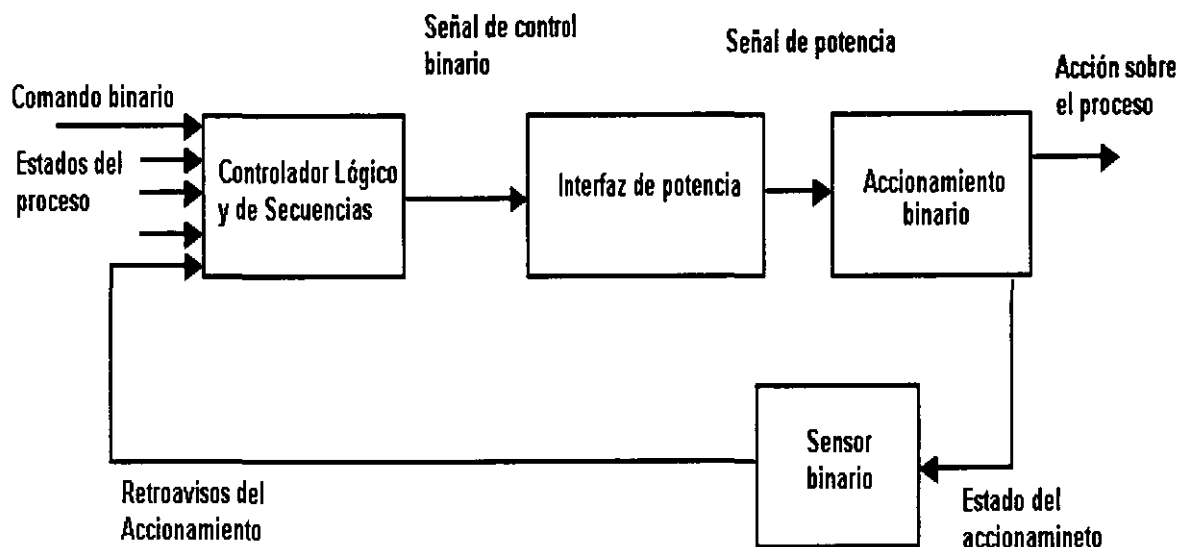 Señal de control
binario
Señal de potencia
Acción sobre
el proceso
Comando binario
Estados del
proceso
Controlador Lógico
y de Secuencias
Interfaz de potencia
Accionamiento
binario
Sensor
binario
Retroavisos del
Accionamiento
Estado del
accionamineto